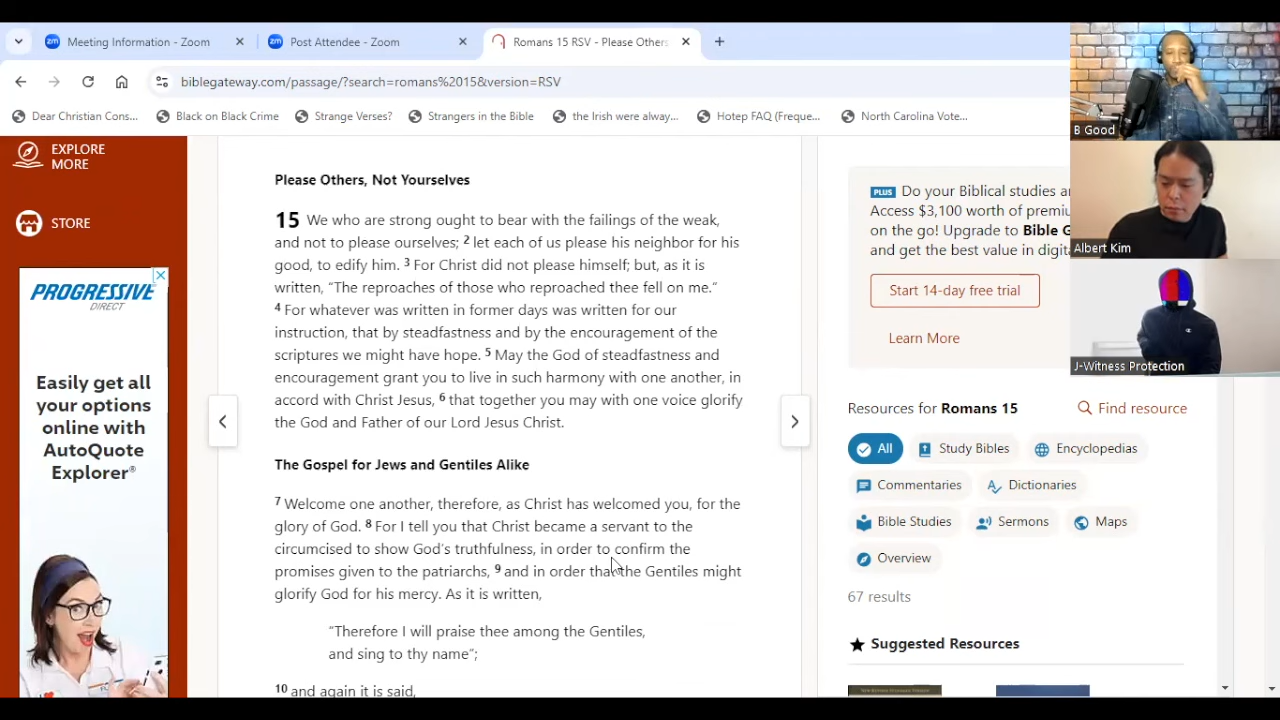 Meeting Information - Zoom
Post Attendee - Zoom
Romans 15 RSV - Please Others
biblegateway.com/passage/?search=romans%2015&version=RSV
Dear Christian Cons...
Black on Black Crime
Strange Verses?
Strangers in the Bible
the Irish were alway...
Hotep FAQ (Freque...
North Carolina Vote...
EXPLORE
MORE
STORE
PROGRESSIVE
DIRECT
Easily get all
your options
online with
AutoQuote
Explorer®
Please Others, Not Yourselves
15 We who are strong ought to bear with the failings of the weak,
and not to please ourselves; 2 let each of us please his neighbor for his
good, to edify him. 3 For Christ did not please himself; but, as it is
written, “The reproaches of those who reproached thee fell on me.”
4 For whatever was written in former days was written for our
instruction, that by steadfastness and by the encouragement of the
scriptures we might have hope. 5 May the God of steadfastness and
encouragement grant you to live in such harmony with one another, in
accord with Christ Jesus, 6 that together you may with one voice glorify
the God and Father of our Lord Jesus Christ.
The Gospel for Jews and Gentiles Alike
7 Welcome one another, therefore, as Christ has welcomed you, for the
glory of God. 8 For I tell you that Christ became a servant to the
circumcised to show God’s truthfulness, in order to confirm the
promises given to the patriarchs, 9 and in order that the Gentiles might
glorify God for his mercy. As it is written,
“Therefore I will praise thee among the Gentiles,
and sing to thy name”;
10 and again it is said,
PLUS Do your Biblical studies
Access $3,100 worth of
on the go! Upgrade to Bible
and get the best value in
Start 14-day free trial
Learn More
Resources for Romans 15
Find resource
All
Study Bibles
Encyclopedias
Commentaries
Dictionaries
Bible Studies
Sermons
Maps
Overview
67 results
Suggested Resources
B Good
Albert Kim
J-Witness Protection